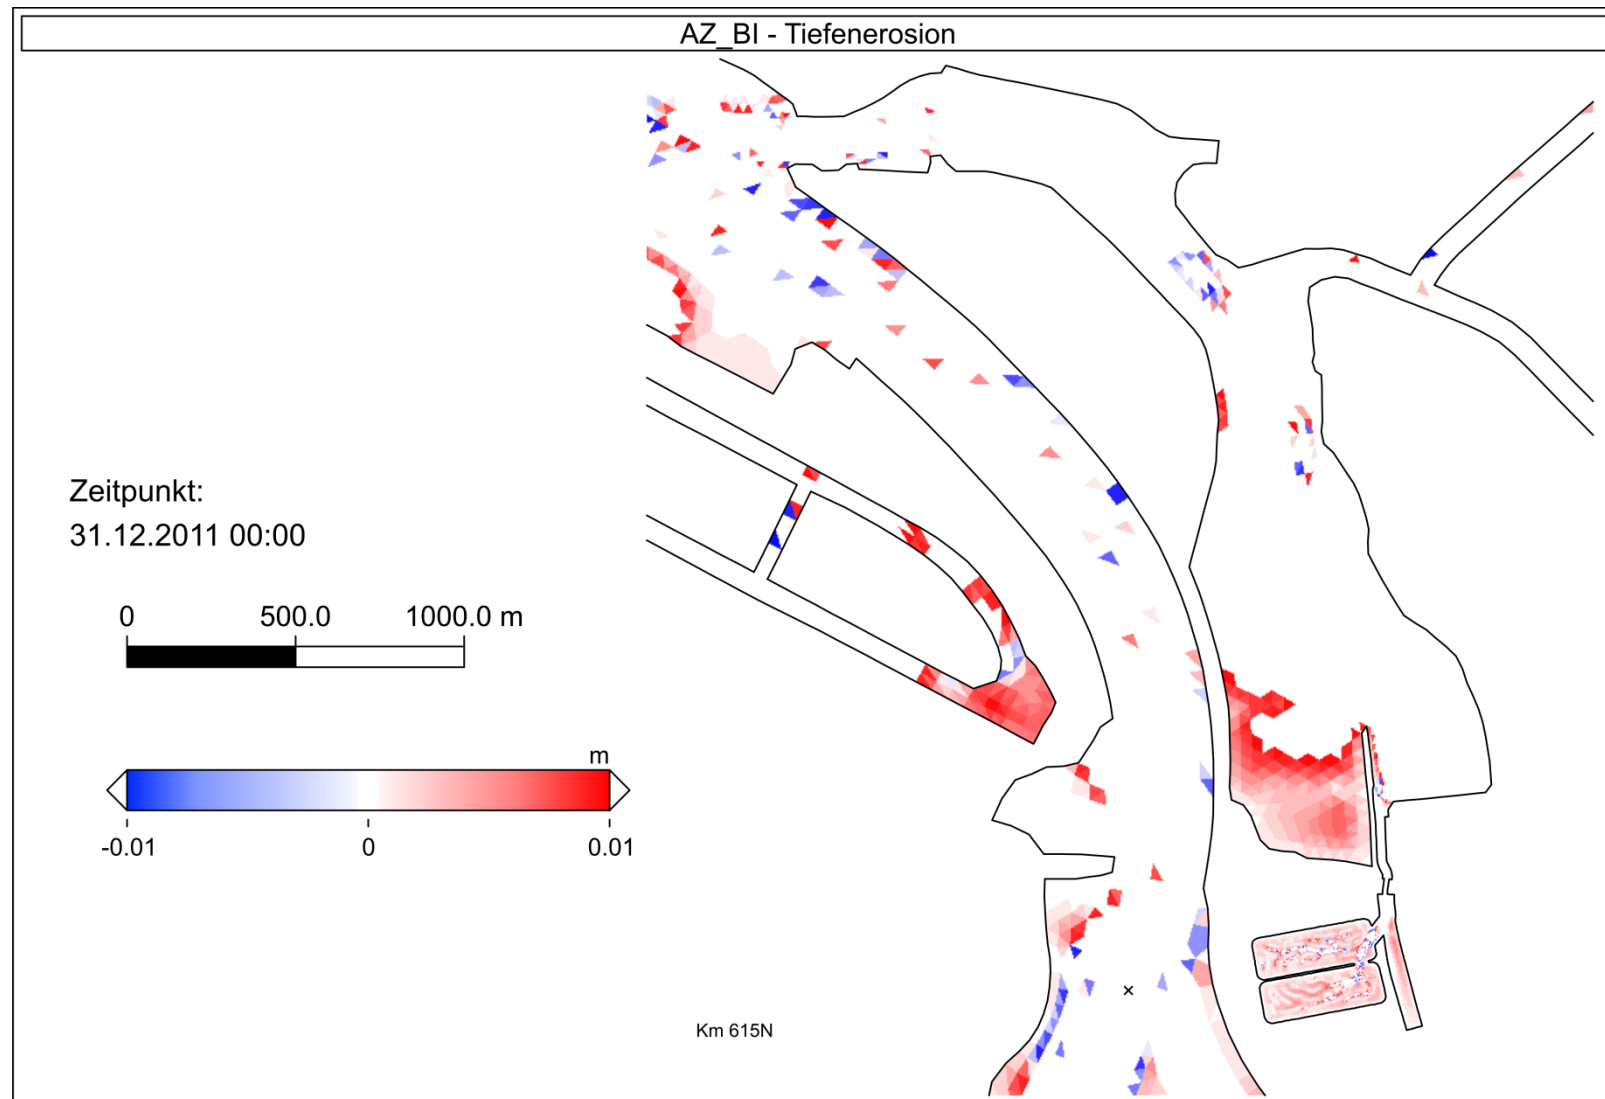 AZ_BI - Tiefenerosion
Zeitpunkt:
31.12.2011 00:00
0 500.0 1000.0 m
m
-0.01 0 0.01
Km 615N